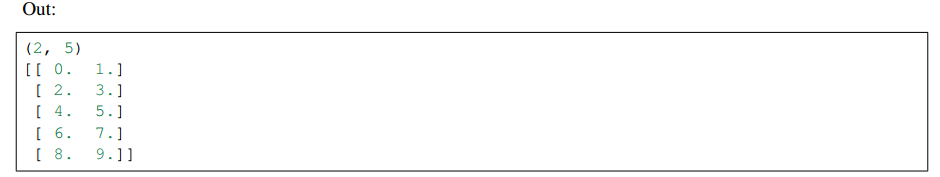 Out:
(2, 5)
[[ 0.  1.]
 [ 2.  3.]
 [ 4.  5.]
 [ 6.  7.]
 [ 8.  9.]]